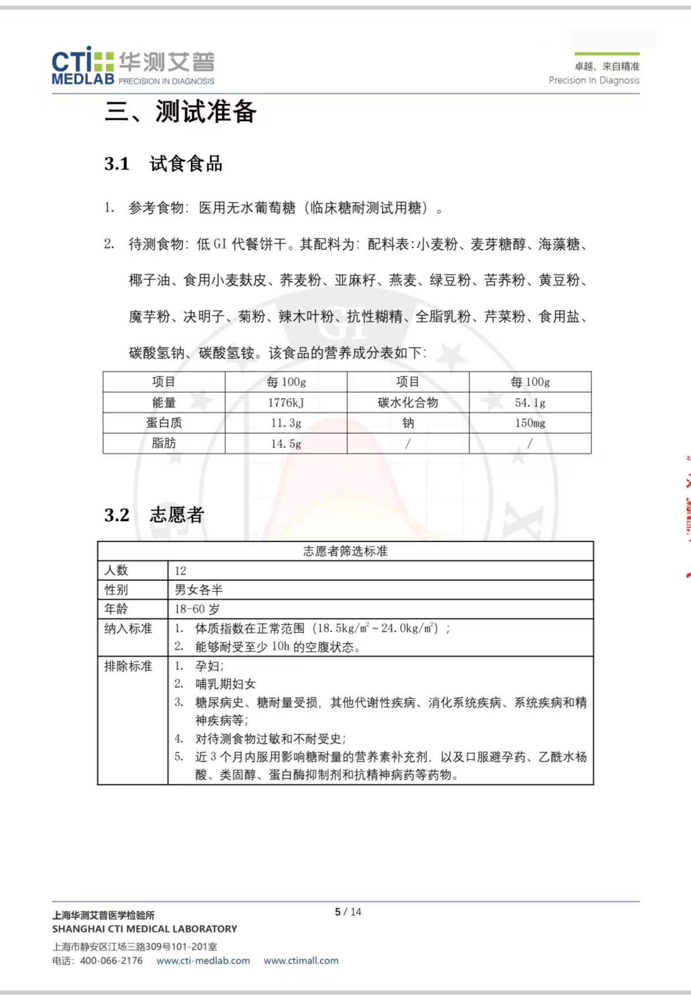 CTi 华测艾普
MEDLAB PRECISION IN DIAGNOSIS
卓越，来自精准
Precision In Diagnosis
三、测试准备
3.1 试食食品
1. 参考食物：医用无水葡萄糖（临床糖耐测试用糖）。
2. 待测食物：低 GI 代餐饼干。其配料为：配料表:小麦粉、麦芽糖醇、海藻糖、
椰子油、食用小麦麸皮、荞麦粉、亚麻籽、燕麦、绿豆粉、苦荞粉、黄豆粉、
魔芋粉、决明子、菊粉、辣木叶粉、抗性糊精、全脂乳粉、芹菜粉、食用盐、
碳酸氢钠、碳酸氢铵。该食品的营养成分表如下：
项目 每 100g 项目 每 100g
能量 1776kJ 碳水化合物 54.1g
蛋白质 11.3g 钠 150mg
脂肪 14.5g / /
GI
G X
3.2 志愿者
志愿者筛选标准
人数 12
性别 男女各半
年龄 18-60 岁
纳入标准 1. 体质指数在正常范围（18.5kg/㎡～24.0kg/㎡）；
2. 能够耐受至少 10h 的空腹状态。
排除标准 1. 孕妇；
2. 哺乳期妇女
3. 糖尿病史、糖耐量受损，其他代谢性疾病、消化系统疾病、系统疾病和精
神疾病等；
4. 对待测食物过敏和不耐受史；
5. 近 3 个月内服用影响糖耐量的营养素补充剂，以及口服避孕药、乙酰水杨
酸、类固醇、蛋白酶抑制剂和抗精神病药等药物。
上海华测艾普医学检验所
5 / 14
SHANGHAI CTI MEDICAL LABORATORY
上海市静安区江场三路309号101-201室
电话：400-066-2176 www.cti-medlab.com www.ctimall.com